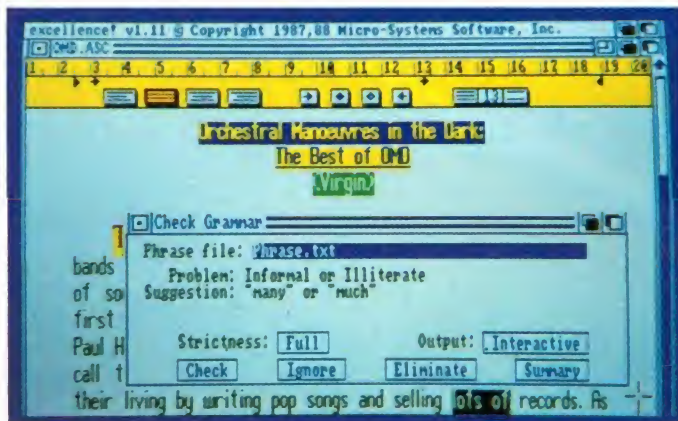 excellence! v1.11 © Copyright 1987,88 Micro-Systems Software, Inc.
OMD.ASC
1 2 3 4 5 6 7 8 9 10 11 12 13 14 15 16 17 18 19 20
13
Orchestral Manoeuvres in the Dark:
The Best of OMD
(Virgin)
Check Grammar
Phrase file: Phrase.txt
Problem: Informal or Illiterate
Suggestion: "many" or "much"
Strictness: Full Output: Interactive
Check Ignore Eliminate Summary
bands
of so
first
Paul H
call t
their living by writing pop songs and selling ots of records. As